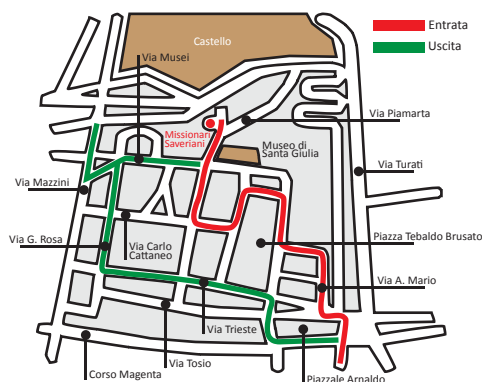 Castello
Entrata
Uscita
Via Musei
Via Piamarta
Missionari
Saveriani
Museo di
Santa Giulia
Via Turati
Via Mazzini
Via G. Rosa
Via Carlo
Cattaneo
Piazza Tebaldo Brusato
Via A. Mario
Via Trieste
Via Tosio
Corso Magenta
Piazzale Arnaldo